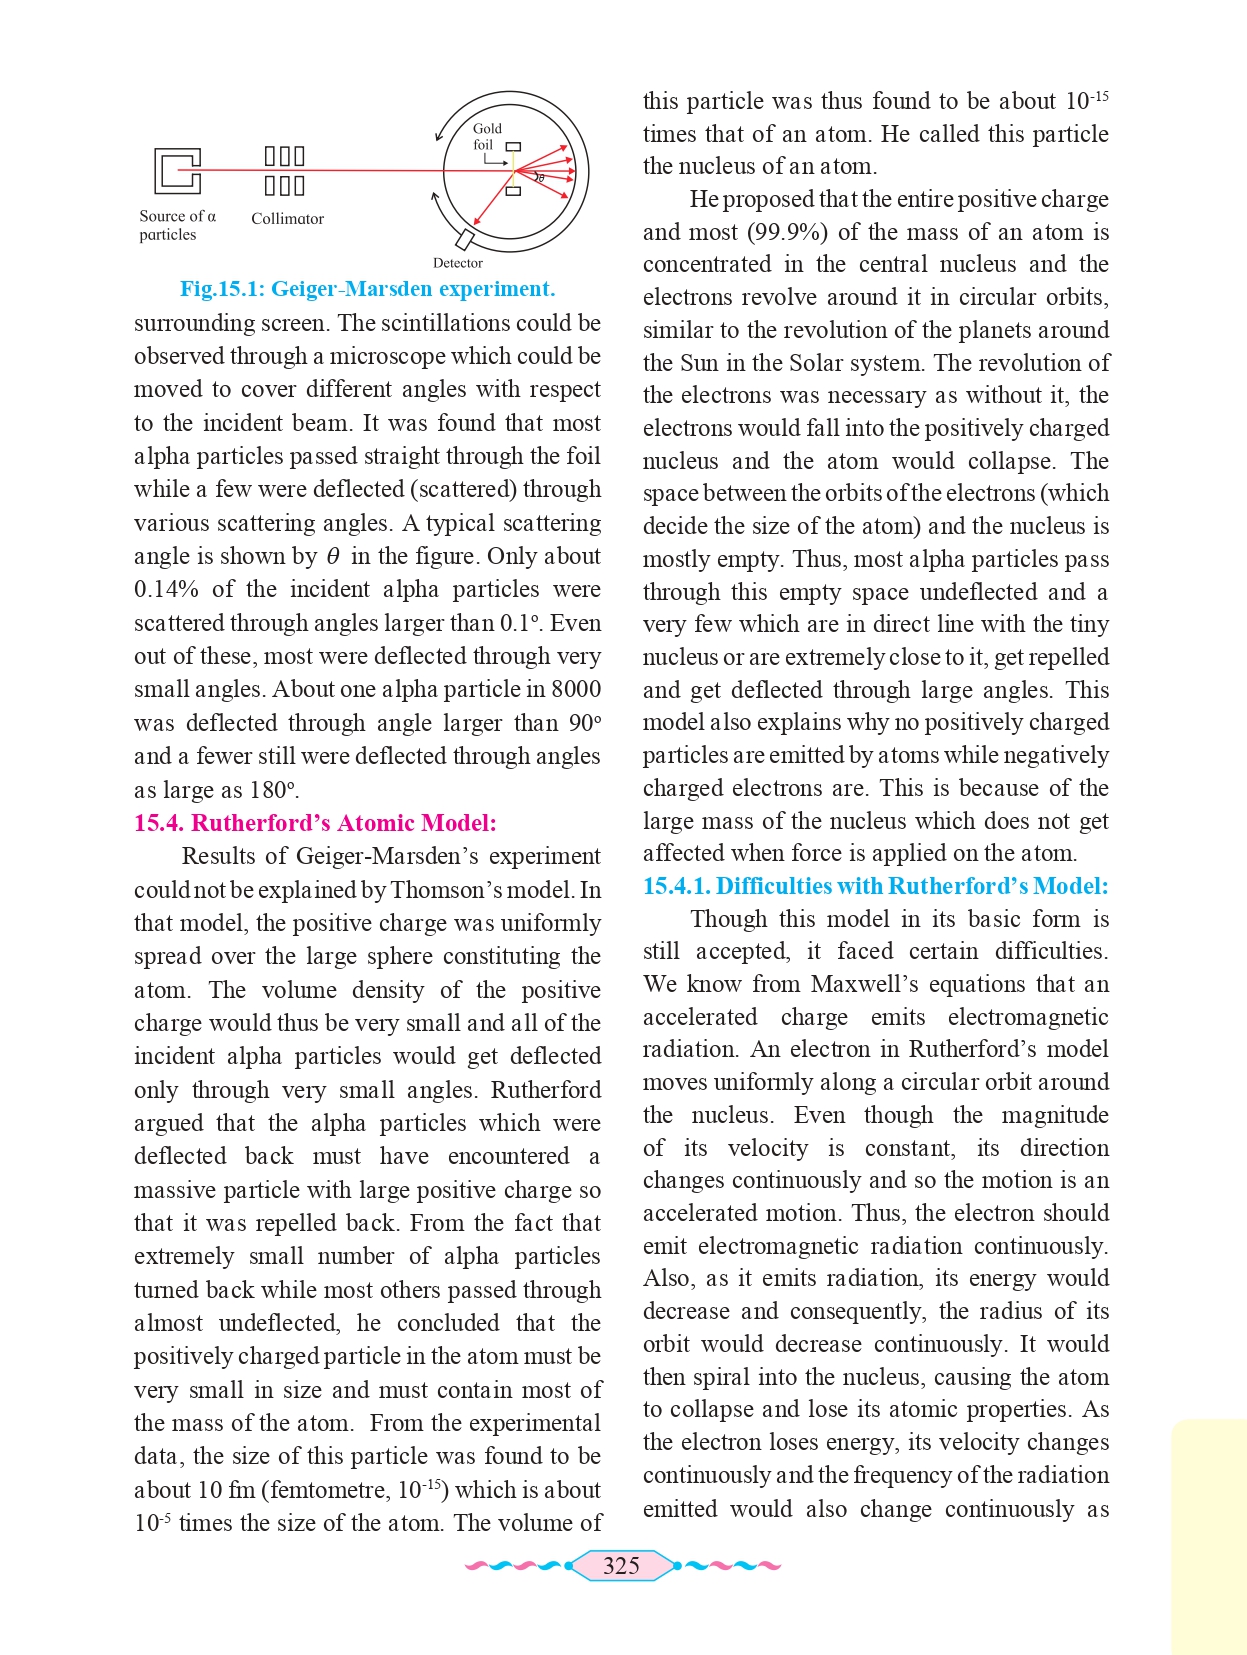 Gold
foil
θ
Source of α
particles
Collimator
Detector
Fig.15.1: Geiger-Marsden experiment.
surrounding screen. The scintillations could be
observed through a microscope which could be
moved to cover different angles with respect
to the incident beam. It was found that most
alpha particles passed straight through the foil
while a few were deflected (scattered) through
various scattering angles. A typical scattering
angle is shown by θ in the figure. Only about
0.14% of the incident alpha particles were
scattered through angles larger than 0.1º. Even
out of these, most were deflected through very
small angles. About one alpha particle in 8000
was deflected through angle larger than 90º
and a fewer still were deflected through angles
as large as 180º.
15.4. Rutherford’s Atomic Model:
Results of Geiger-Marsden’s experiment
could not be explained by Thomson’s model. In
that model, the positive charge was uniformly
spread over the large sphere constituting the
atom. The volume density of the positive
charge would thus be very small and all of the
incident alpha particles would get deflected
only through very small angles. Rutherford
argued that the alpha particles which were
deflected back must have encountered a
massive particle with large positive charge so
that it was repelled back. From the fact that
extremely small number of alpha particles
turned back while most others passed through
almost undeflected, he concluded that the
positively charged particle in the atom must be
very small in size and must contain most of
the mass of the atom. From the experimental
data, the size of this particle was found to be
about 10 fm (femtometre, 10⁻¹⁵) which is about
10⁻⁵ times the size of the atom. The volume of
this particle was thus found to be about 10⁻¹⁵
times that of an atom. He called this particle
the nucleus of an atom.
He proposed that the entire positive charge
and most (99.9%) of the mass of an atom is
concentrated in the central nucleus and the
electrons revolve around it in circular orbits,
similar to the revolution of the planets around
the Sun in the Solar system. The revolution of
the electrons was necessary as without it, the
electrons would fall into the positively charged
nucleus and the atom would collapse. The
space between the orbits of the electrons (which
decide the size of the atom) and the nucleus is
mostly empty. Thus, most alpha particles pass
through this empty space undeflected and a
very few which are in direct line with the tiny
nucleus or are extremely close to it, get repelled
and get deflected through large angles. This
model also explains why no positively charged
particles are emitted by atoms while negatively
charged electrons are. This is because of the
large mass of the nucleus which does not get
affected when force is applied on the atom.
15.4.1. Difficulties with Rutherford’s Model:
Though this model in its basic form is
still accepted, it faced certain difficulties.
We know from Maxwell’s equations that an
accelerated charge emits electromagnetic
radiation. An electron in Rutherford’s model
moves uniformly along a circular orbit around
the nucleus. Even though the magnitude
of its velocity is constant, its direction
changes continuously and so the motion is an
accelerated motion. Thus, the electron should
emit electromagnetic radiation continuously.
Also, as it emits radiation, its energy would
decrease and consequently, the radius of its
orbit would decrease continuously. It would
then spiral into the nucleus, causing the atom
to collapse and lose its atomic properties. As
the electron loses energy, its velocity changes
continuously and the frequency of the radiation
emitted would also change continuously as
325